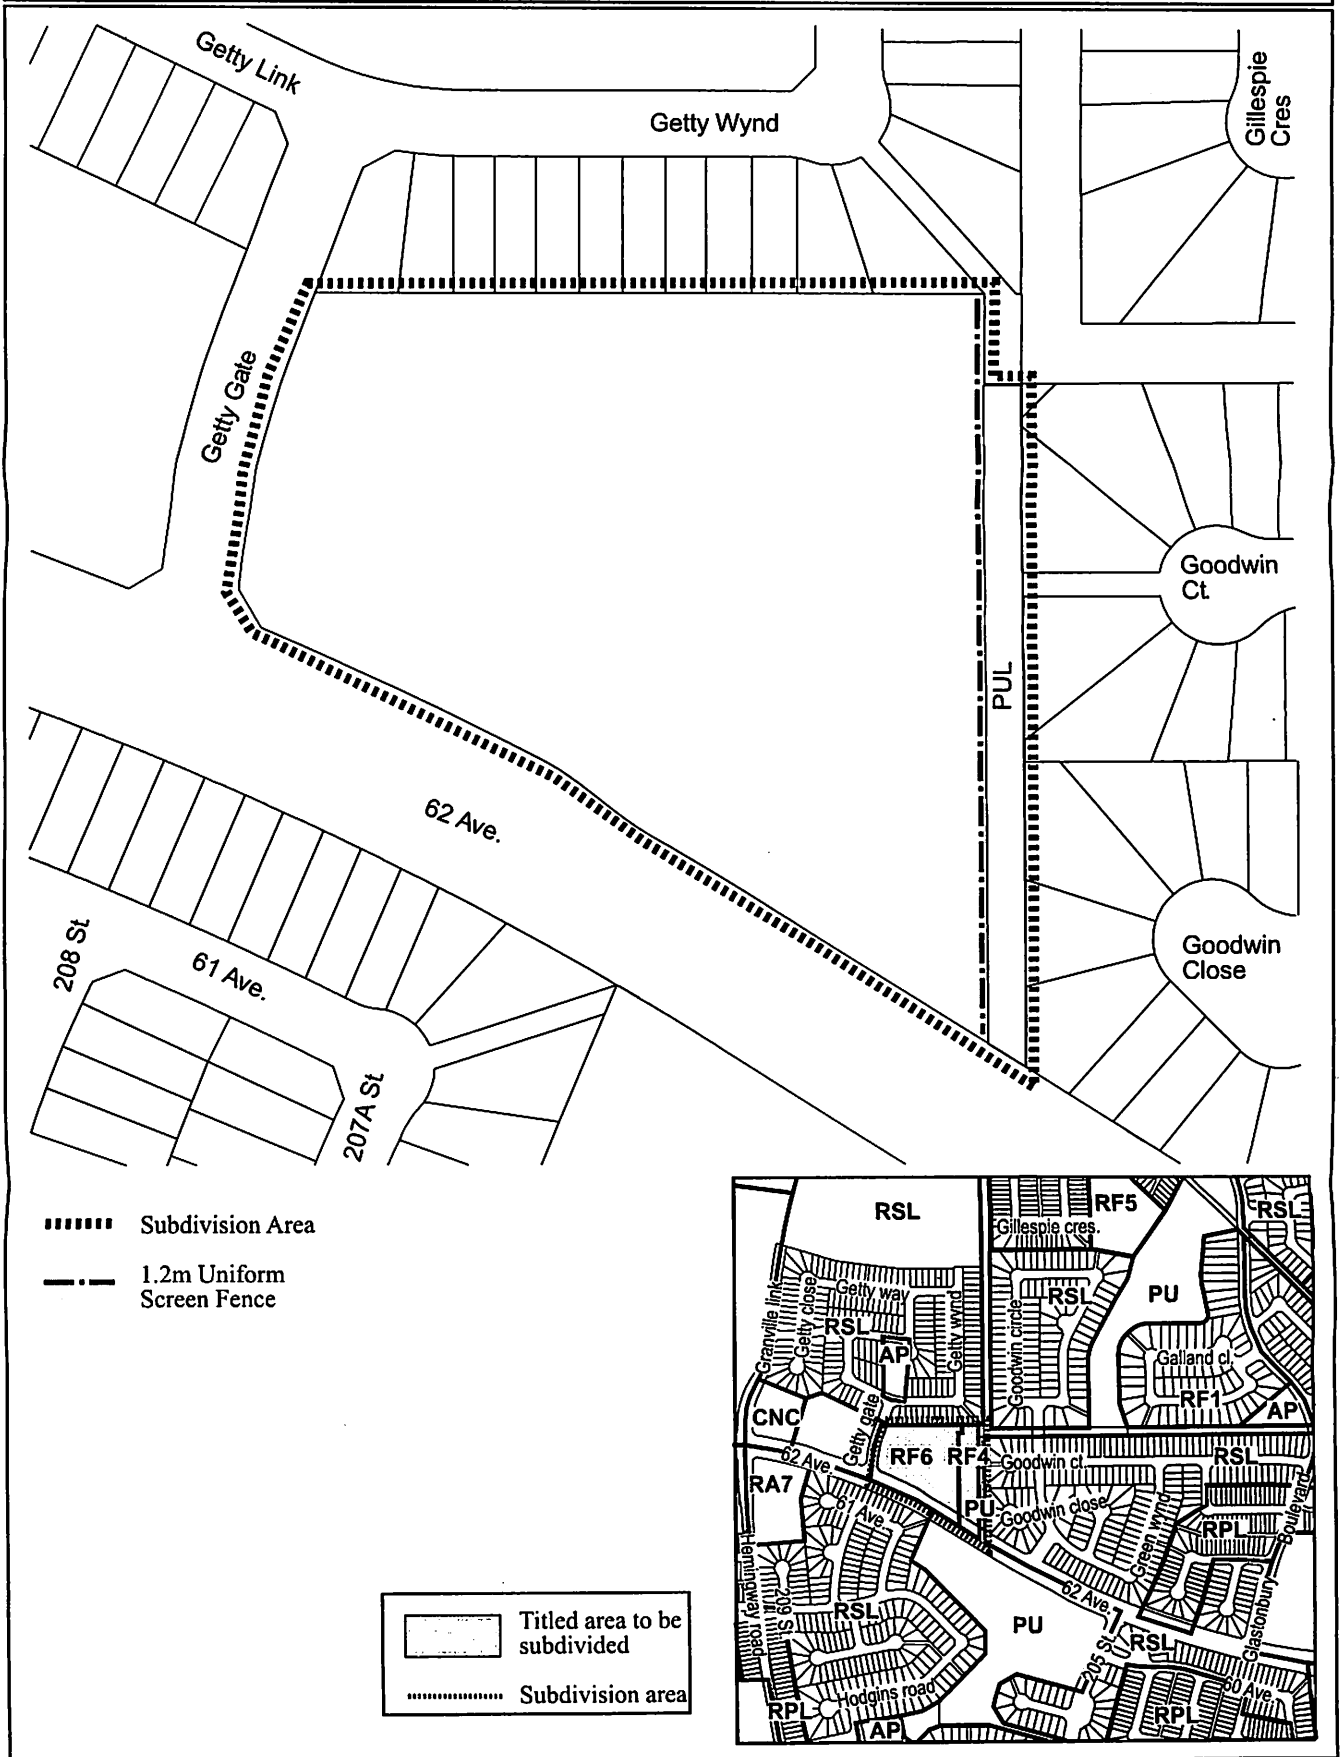 Getty Link
Getty Wynd
Gillespie
Cres
Getty Gate
Goodwin
Ct.
PUL
62 Ave.
208 St
61 Ave.
207A St
Goodwin
Close
Subdivision Area
1.2m Uniform
Screen Fence
Titled area to be
subdivided
Subdivision area
RSL
RF5
RSL
Gillespie cres.
Granville link
Getty close
Getty way
RSL
AP
Getty wynd
Goodwin circle
RSL
PU
Galland cl.
RF1
AP
CNC
Getty gate
62 Ave.
RF6
RF4
Goodwin ct.
RSL
RA7
61 Ave.
PU
Goodwin close
Green wynd
RPL
Boulevard
Hemingway road
209 St.
RSL
PU
62 Ave.
205 St.
RSL
Glastonbury
60 Ave.
Hodgins road
RPL
AP
RPL